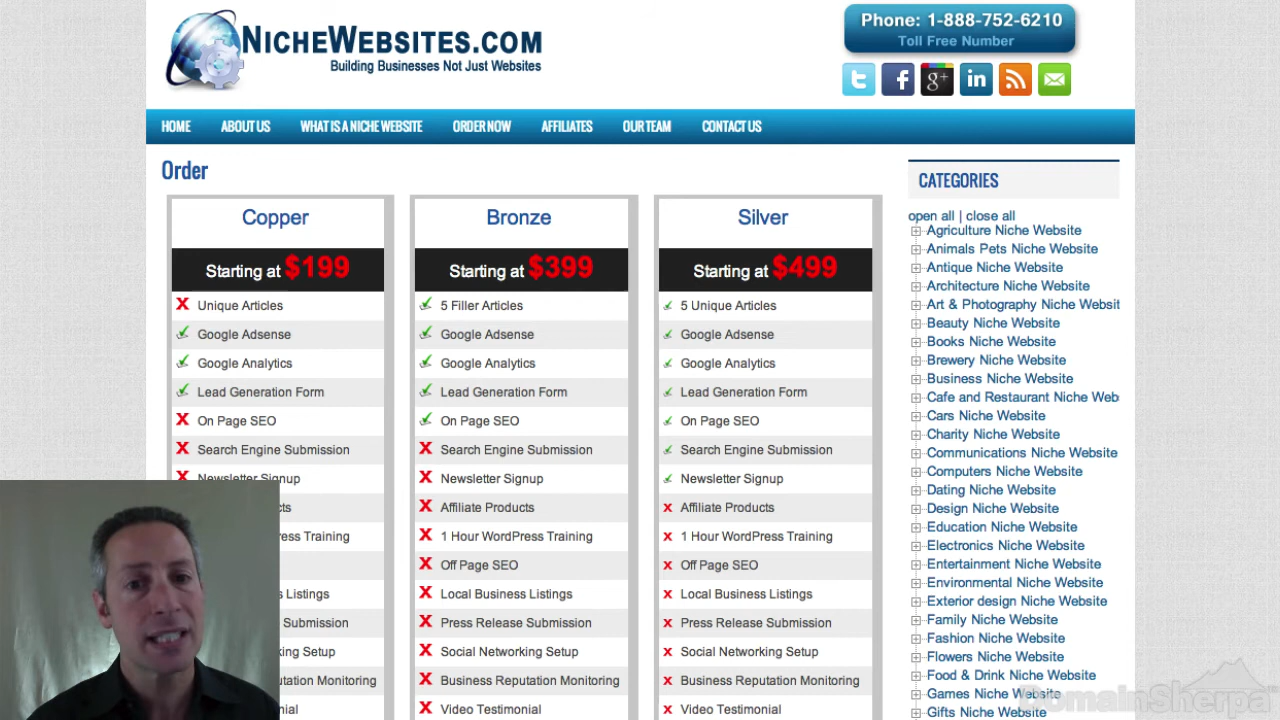 NICHEWEBSITES.COM
Building Businesses Not Just Websites
Phone: 1-888-752-6210
Toll Free Number
HOME
ABOUT US
WHAT IS A NICHE WEBSITE
ORDER NOW
AFFILIATES
OUR TEAM
CONTACT US
Order
Copper
Starting at $199
Unique Articles
Google Adsense
Google Analytics
Lead Generation Form
On Page SEO
Search Engine Submission
Newsletter Signup
cts
ress Training
s Listings
Submission
king Setup
utation Monitoring
nial
Bronze
Starting at $399
5 Filler Articles
Google Adsense
Google Analytics
Lead Generation Form
On Page SEO
Search Engine Submission
Newsletter Signup
Affiliate Products
1 Hour WordPress Training
Off Page SEO
Local Business Listings
Press Release Submission
Social Networking Setup
Business Reputation Monitoring
Video Testimonial
Silver
Starting at $499
5 Unique Articles
Google Adsense
Google Analytics
Lead Generation Form
On Page SEO
Search Engine Submission
Newsletter Signup
Affiliate Products
1 Hour WordPress Training
Off Page SEO
Local Business Listings
Press Release Submission
Social Networking Setup
Business Reputation Monitoring
Video Testimonial
CATEGORIES
open all | close all
Agriculture Niche Website
Animals Pets Niche Website
Antique Niche Website
Architecture Niche Website
Art & Photography Niche Websit
Beauty Niche Website
Books Niche Website
Brewery Niche Website
Business Niche Website
Cafe and Restaurant Niche Web
Cars Niche Website
Charity Niche Website
Communications Niche Website
Computers Niche Website
Dating Niche Website
Design Niche Website
Education Niche Website
Electronics Niche Website
Entertainment Niche Website
Environmental Niche Website
Exterior design Niche Website
Family Niche Website
Fashion Niche Website
Flowers Niche Website
Food & Drink Niche Website
Games Niche Website
Gifts Niche Website
DomainSherpa